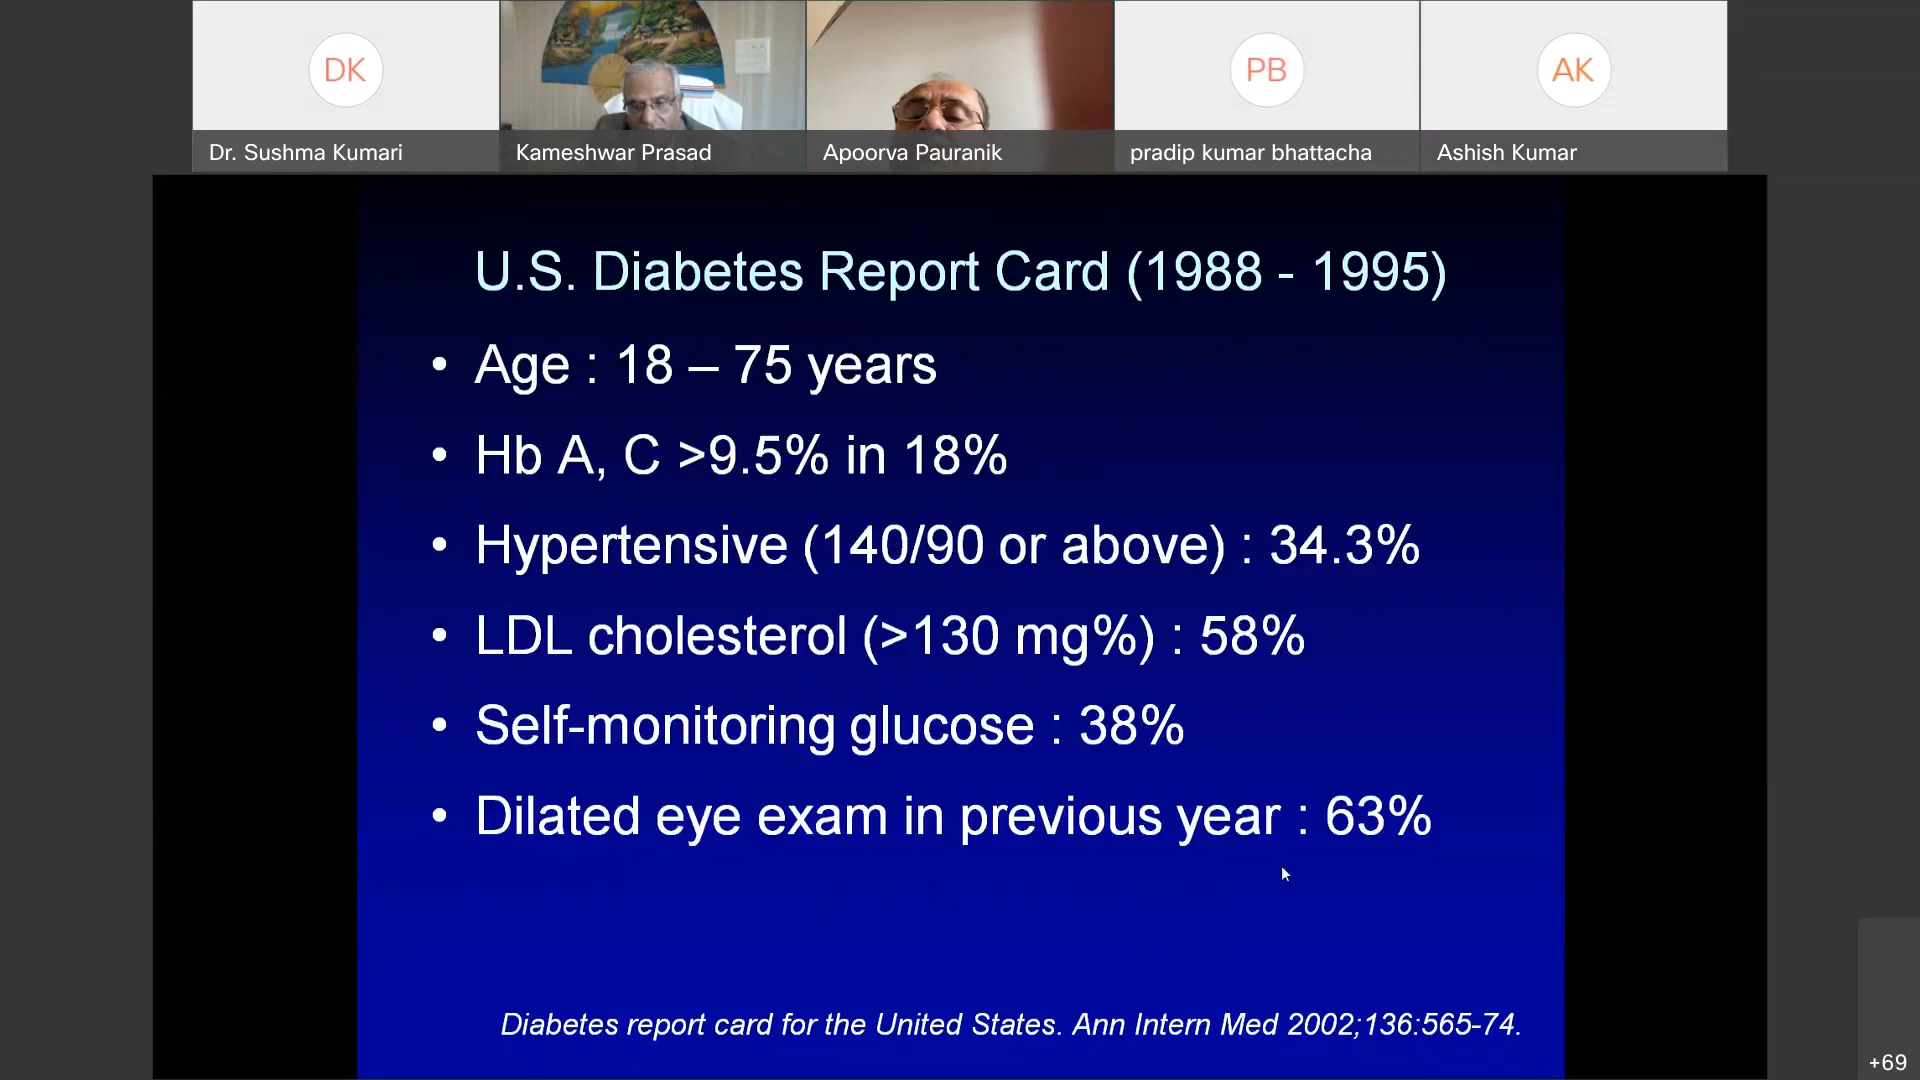 DK
PB
AK
Dr. Sushma Kumari
Kameshwar Prasad
Apoorva Pauranik
pradip kumar bhattacha
Ashish Kumar
U.S. Diabetes Report Card (1988 - 1995)
• Age : 18 – 75 years
• Hb A, C >9.5% in 18%
• Hypertensive (140/90 or above) : 34.3%
• LDL cholesterol (>130 mg%) : 58%
• Self-monitoring glucose : 38%
• Dilated eye exam in previous year : 63%
Diabetes report card for the United States. Ann Intern Med 2002;136:565-74.
+69